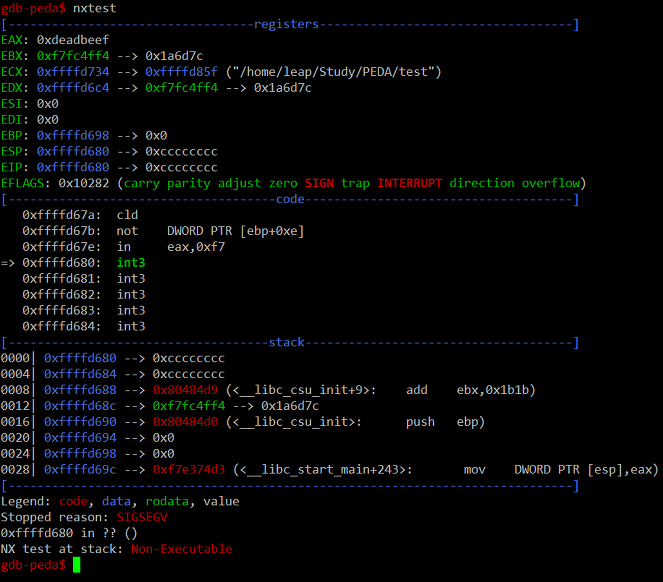 gdb-peda$ nxtest
[----------------------------------registers-----------------------------------]
EAX: 0xdeadbeef
EBX: 0xf7fc4ff4 --> 0x1a6d7c
ECX: 0xffffd734 --> 0xffffd85f ("/home/leap/Study/PEDA/test")
EDX: 0xffffd6c4 --> 0xf7fc4ff4 --> 0x1a6d7c
ESI: 0x0
EDI: 0x0
EBP: 0xffffd698 --> 0x0
ESP: 0xffffd680 --> 0xcccccccc
EIP: 0xffffd680 --> 0xcccccccc
EFLAGS: 0x10282 (carry parity adjust zero SIGN trap INTERRUPT direction overflow)
[-------------------------------------code-------------------------------------]
   0xffffd67a:  cld
   0xffffd67b:  not    DWORD PTR [ebp+0xe]
   0xffffd67e:  in     eax,0xf7
=> 0xffffd680:  int3
   0xffffd681:  int3
   0xffffd682:  int3
   0xffffd683:  int3
   0xffffd684:  int3
[------------------------------------stack-------------------------------------]
0000| 0xffffd680 --> 0xcccccccc
0004| 0xffffd684 --> 0xcccccccc
0008| 0xffffd688 --> 0x80484d9 (<__libc_csu_init+9>:    add    ebx,0x1b1b)
0012| 0xffffd68c --> 0xf7fc4ff4 --> 0x1a6d7c
0016| 0xffffd690 --> 0x80484d0 (<__libc_csu_init>:      push   ebp)
0020| 0xffffd694 --> 0x0
0024| 0xffffd698 --> 0x0
0028| 0xffffd69c --> 0xf7e374d3 (<__libc_start_main+243>:       mov    DWORD PTR [esp],eax)
[------------------------------------------------------------------------------]
Legend: code, data, rodata, value
Stopped reason: SIGSEGV
0xffffd680 in ?? ()
NX test at stack: Non-Executable
gdb-peda$